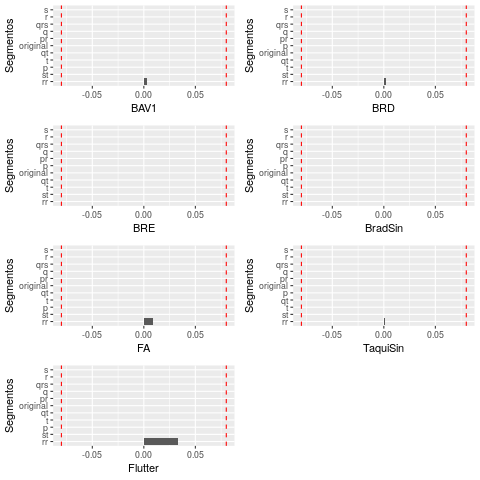 Segmentos
s
r
qrs
q
pr
original
qt
t
p
st
rr
-0.05 0.00 0.05
BAV1
Segmentos
s
r
qrs
q
pr
original
qt
t
p
st
rr
-0.05 0.00 0.05
BRD
Segmentos
s
r
qrs
q
pr
original
qt
t
p
st
rr
-0.05 0.00 0.05
BRE
Segmentos
s
r
qrs
q
pr
original
qt
t
p
st
rr
-0.05 0.00 0.05
BradSin
Segmentos
s
r
qrs
q
pr
original
qt
t
p
st
rr
-0.05 0.00 0.05
FA
Segmentos
s
r
qrs
q
pr
original
qt
t
p
st
rr
-0.05 0.00 0.05
TaquiSin
Segmentos
s
r
qrs
q
pr
original
qt
t
p
st
rr
-0.05 0.00 0.05
Flutter